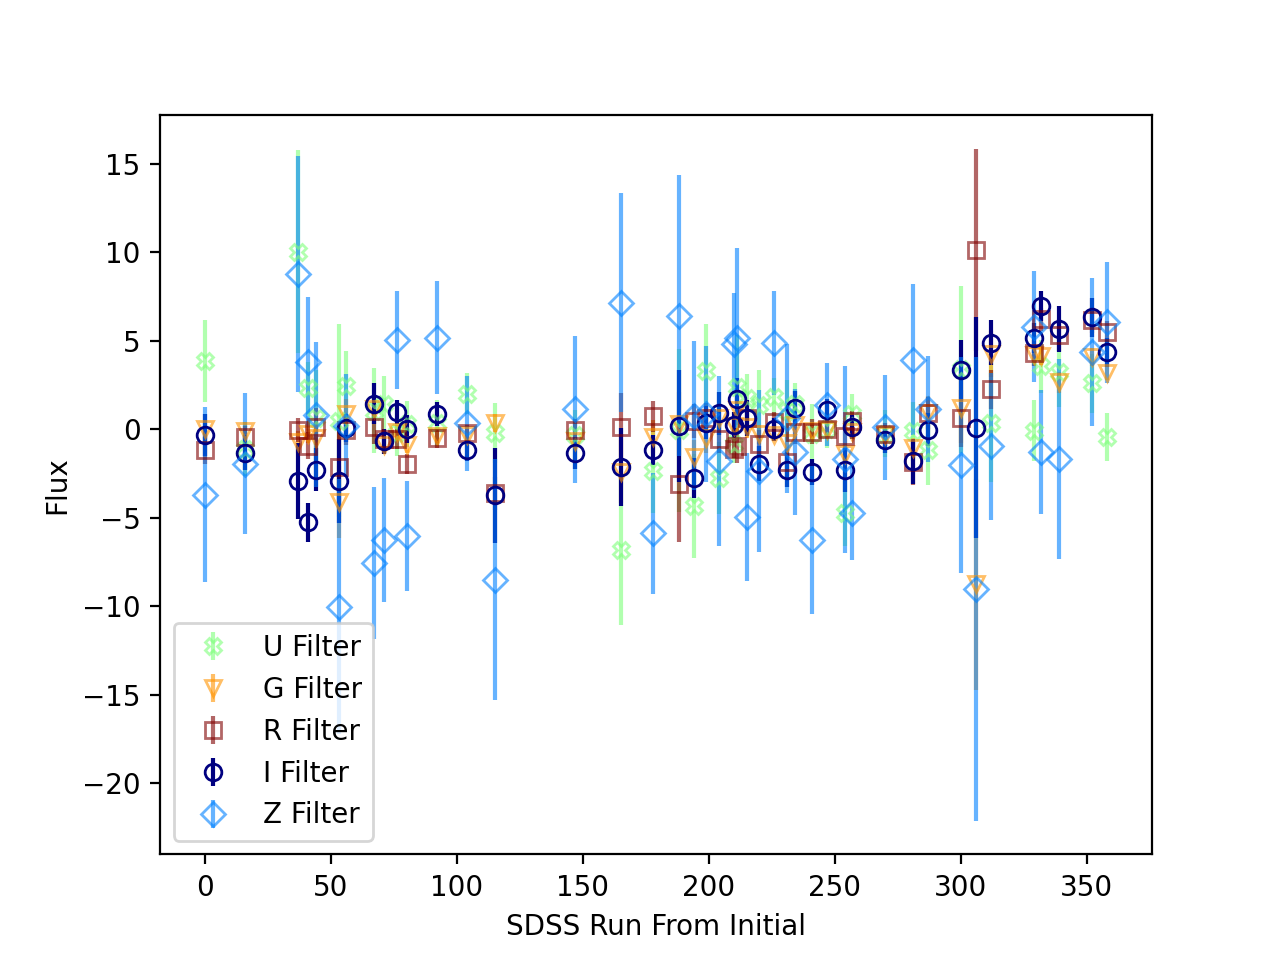 15
10
5
0
−5
−10
−15
−20
Flux
U Filter
G Filter
R Filter
I Filter
Z Filter
0 50 100 150 200 250 300 350
SDSS Run From Initial